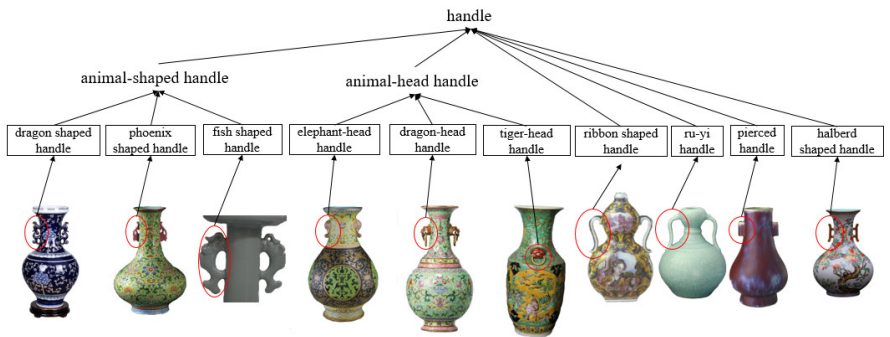 handle
animal-shaped handle
animal-head handle
dragon shaped
handle
phoenix
shaped handle
fish shaped
handle
elephant-head
handle
dragon-head
handle
tiger-head
handle
ribbon shaped
handle
ru-yi
handle
pierced
handle
halberd
shaped handle